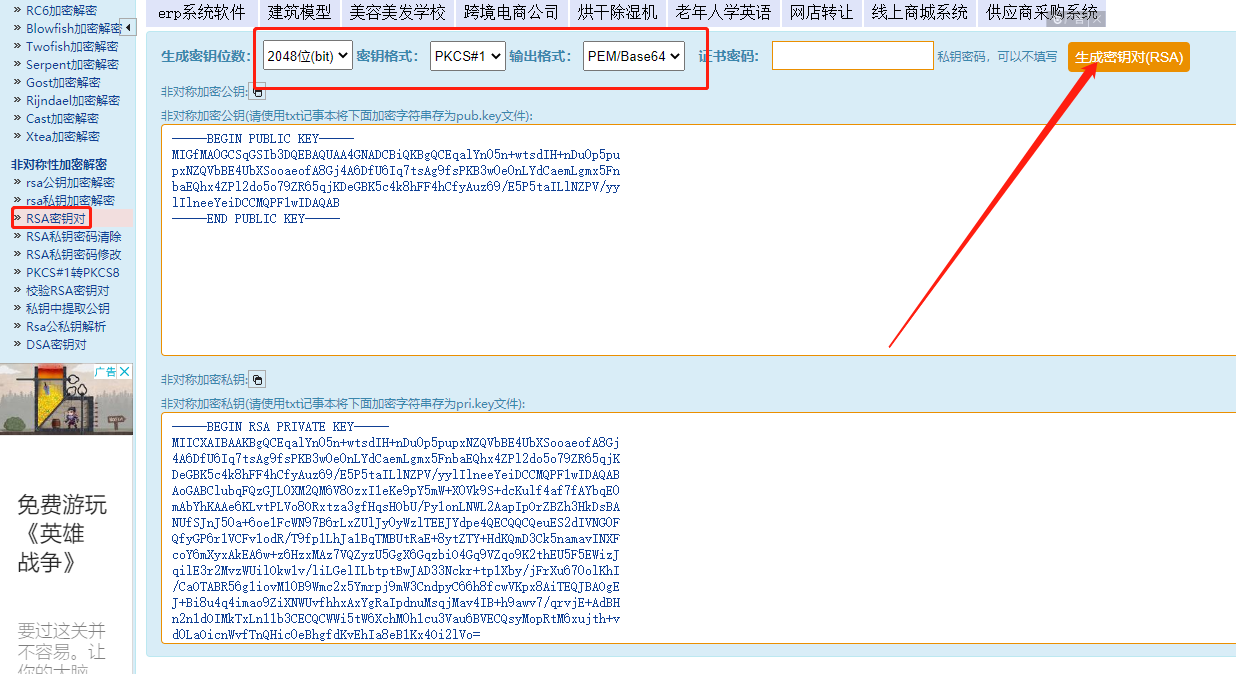 RC6加密解密
Blowfish加密解密
Twofish加密解密
Serpent加密解密
Gost加密解密
Rijndael加密解密
Cast加密解密
Xtea加密解密
非对称性加密解密
rsa公钥加密解密
rsa私钥加密解密
RSA密钥对
RSA私钥密码清除
RSA私钥密码修改
PKCS#1转PKCS8
校验RSA密钥对
私钥中提取公钥
Rsa公私钥解析
DSA密钥对
广告
免费游玩
《英雄
战争》
要过这关并
不容易。让
你的大脑
erp系统软件 建筑模型 美容美发学校 跨境电商公司 烘干除湿机 老年人学英语 网店转让 线上商城系统 供应商采购系统
生成密钥位数: 2048位(bit) 密钥格式: PKCS#1 输出格式: PEM/Base64 证书密码: 私钥密码，可以不填写 生成密钥对(RSA)
非对称加密公钥:
非对称加密公钥(请使用txt记事本将下面加密字符串存为pub.key文件):
-----BEGIN PUBLIC KEY-----
MIGfMA0GCSqGSIb3DQEBAQUAA4GNADCBiQKBgQCEqalYn05n+wtsdIH+nDuOp5pu
pxNZQVbBE4UbXSooaeofA8Gj4A6DfU6Iq7tsAg9fsPKB3wOeOnLYdCaemLgmx5Fn
baEQhx4ZPl2do5o79ZR65qjKDeGBK5c4k8hFF4hCfyAuz69/E5P5taILlNZPV/yy
lIlneeYeiDCCMQPF1wIDAQAB
-----END PUBLIC KEY-----
非对称加密私钥:
非对称加密私钥(请使用txt记事本将下面加密字符串存为pri.key文件):
-----BEGIN RSA PRIVATE KEY-----
MIICXAIBAAKBgQCEqalYn05n+wtsdIH+nDuOp5pupxNZQVbBE4UbXSooaeofA8Gj
4A6DfU6Iq7tsAg9fsPKB3wOeOnLYdCaemLgmx5FnbaEQhx4ZPl2do5o79ZR65qjK
DeGBK5c4k8hFF4hCfyAuz69/E5P5taILlNZPV/yylIlneeYeiDCCMQPF1wIDAQAB
AoGABClubqFQzGJLOXM2QM6V8OzxI1eKe9pY5mW+XOVk9S+dcKulf4af7fAYbqEO
mAbYhKAAe6KLvtPLVo8ORxtza3gfHqsHObU/PylonLNWL2AapIpOrZBZh3HkDsBA
NUfSJnJ50a+6oe1FcWN97B6rLxZUlJyOyWzlTEEJYdpe4QECQQCQeuES2dIVNGOF
QfyGP6rlVCFvlodR/T9fplLhJalBqTMBUtRaE+8ytZTY+HdKQmD3Ck5namavINXF
coY6mXyxAkEA6w+z6HzxMAz7VQZyzU5GgX6GqzbiO4Gq9VZqo9K2thEU5F5EWizJ
qilE3r2MvzWUilOkwlv/liLGelILbtptBwJAD33Nckr+tplXby/jFrXu67OolKhI
/CaOTABR56gliovMlOB9Wmc2x5Ymrpj9mW3CndpyC66h8fcwVKpx8AiTEQJBAOgE
J+Bi8u4q4imao9ZiXNWUvfhhxAxYgRaIpdnuMsqjMav4IB+h9awv7/qrvjE+AdBH
n2nldOIMkTxLnllb3CECQCWWi5tW6XchMOhlcu3Vau6BVECQsyMopRtM6xujth+v
dOLaOicnWvfTnQHicOeBhgfdKvEhIa8eBlKx4Oi2lVo=